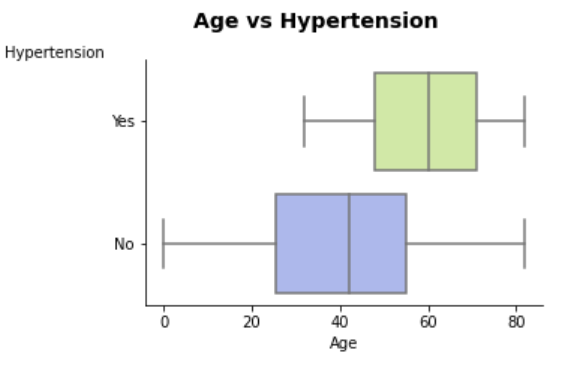 Age vs Hypertension
Hypertension
Yes
No
0 20 40 60 80
Age